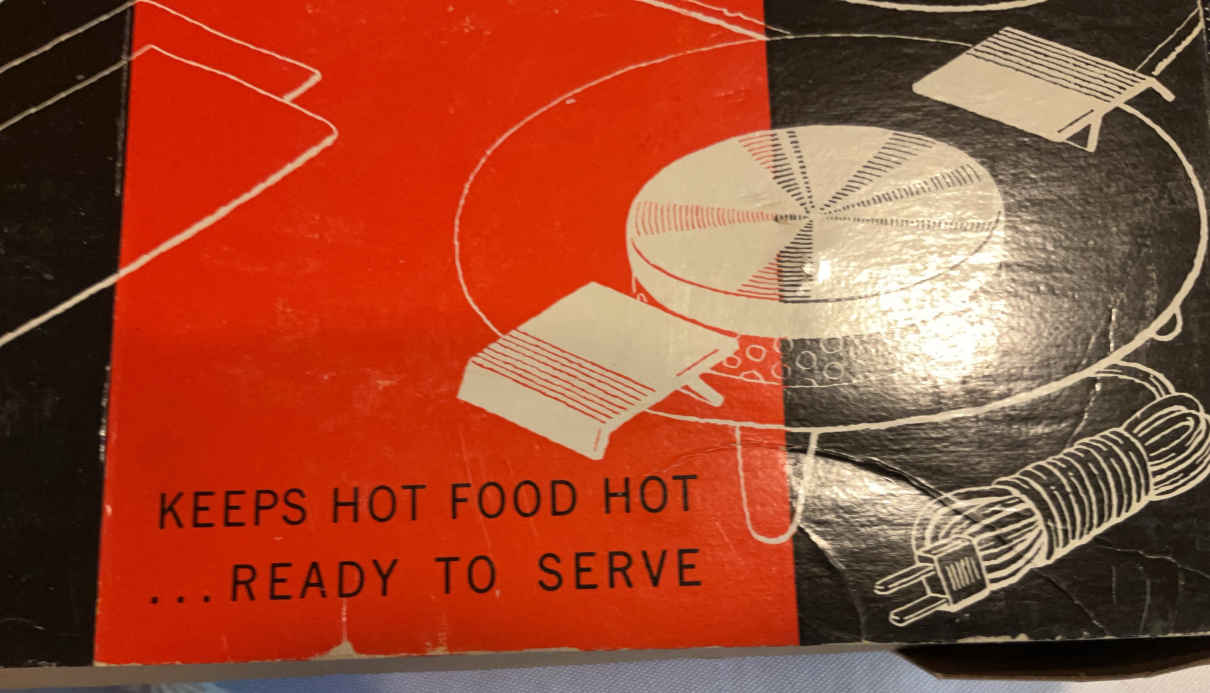 KEEPS HOT FOOD HOT
...READY TO SERVE